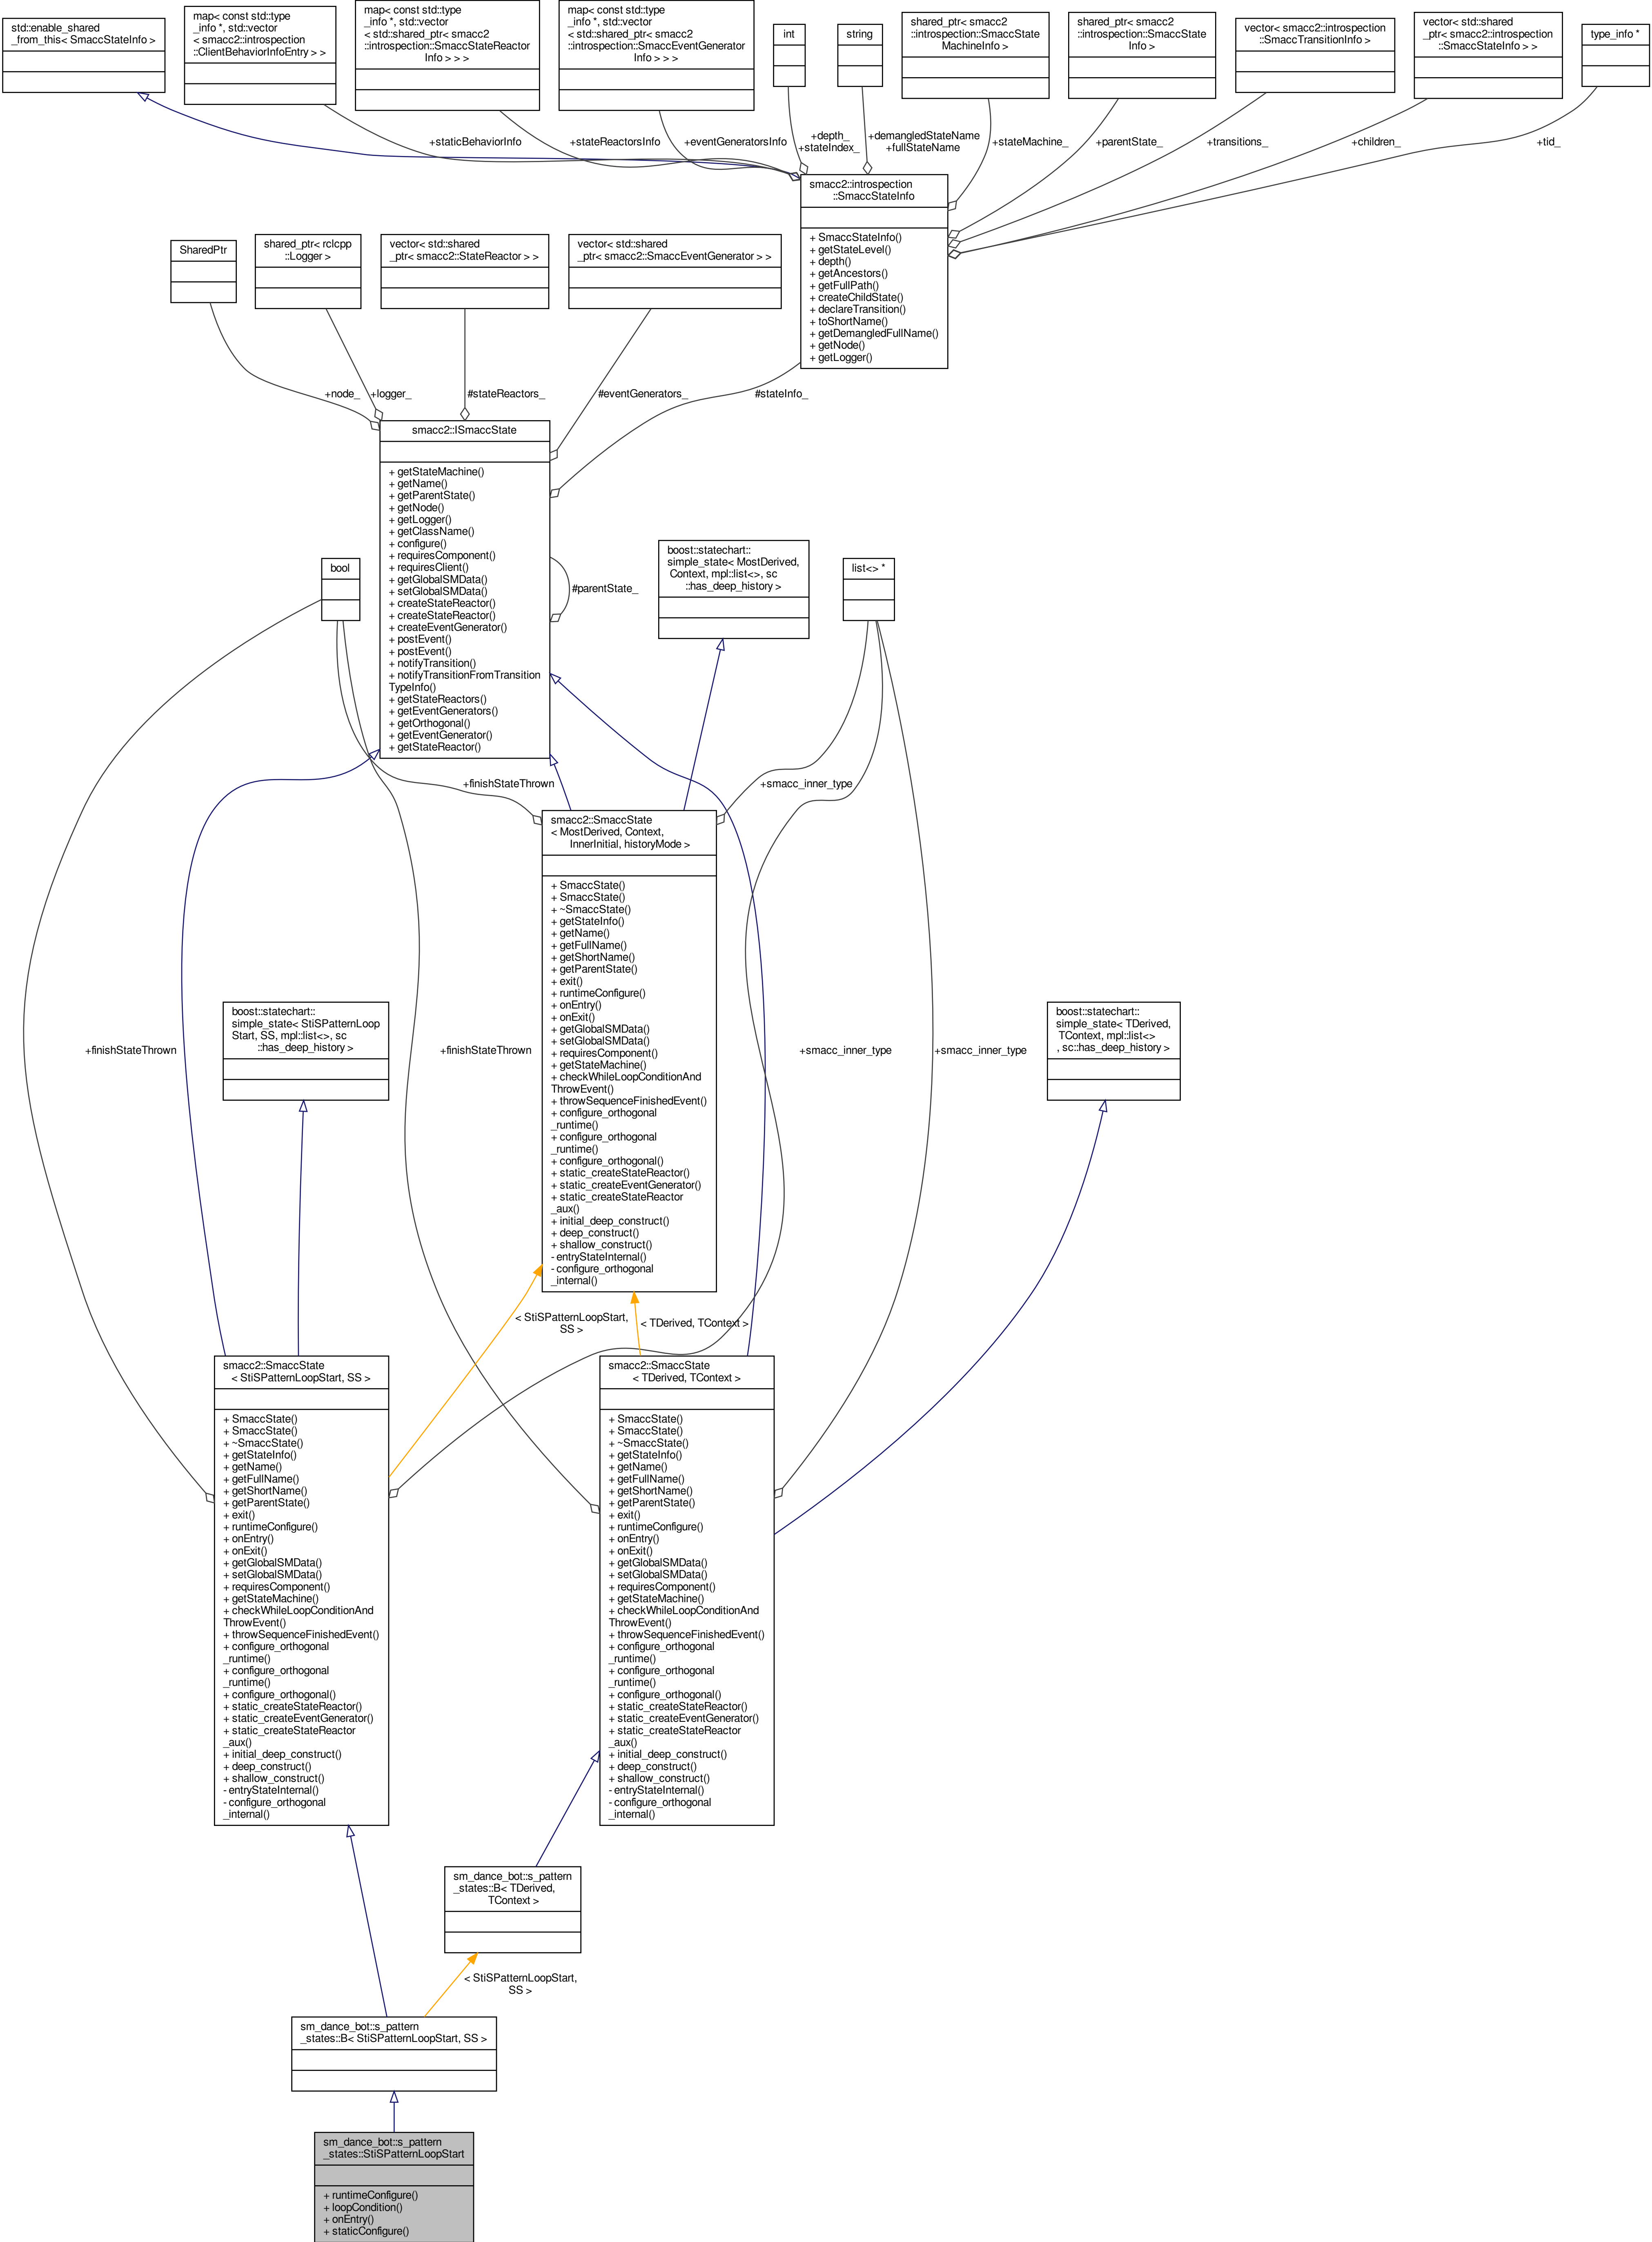 std::enable_shared
_from_this< SmaccStateInfo >
map< const std::type
_info *, std::vector
< smacc2::introspection
::ClientBehaviorInfoEntry > >
map< const std::type
_info *, std::vector
< std::shared_ptr< smacc2
::introspection::SmaccStateReactor
Info > > >
map< const std::type
_info *, std::vector
< std::shared_ptr< smacc2
::introspection::SmaccEventGenerator
Info > > >
int
string
shared_ptr< smacc2
::introspection::SmaccState
MachineInfo >
shared_ptr< smacc2
::introspection::SmaccState
Info >
vector< smacc2::introspection
::SmaccTransitionInfo >
vector< std::shared
_ptr< smacc2::introspection
::SmaccStateInfo > >
type_info *
+staticBehaviorInfo
+stateReactorsInfo
+eventGeneratorsInfo
+depth_
+stateIndex_
+demangledStateName
+fullStateName
+stateMachine_
+parentState_
+transitions_
+children_
+tid_
smacc2::introspection
::SmaccStateInfo
+ SmaccStateInfo()
+ getStateLevel()
+ depth()
+ getAncestors()
+ getFullPath()
+ createChildState()
+ declareTransition()
+ toShortName()
+ getDemangledFullName()
+ getNode()
+ getLogger()
SharedPtr
shared_ptr< rclcpp
::Logger >
vector< std::shared
_ptr< smacc2::StateReactor > >
vector< std::shared
_ptr< smacc2::SmaccEventGenerator > >
+node_
+logger_
#stateReactors_
#eventGenerators_
#stateInfo_
smacc2::ISmaccState
+ getStateMachine()
+ getName()
+ getParentState()
+ getNode()
+ getLogger()
+ getClassName()
+ configure()
+ requiresComponent()
+ requiresClient()
+ getGlobalSMData()
+ setGlobalSMData()
+ createStateReactor()
+ createStateReactor()
+ createEventGenerator()
+ postEvent()
+ postEvent()
+ notifyTransition()
+ notifyTransitionFromTransition
TypeInfo()
+ getStateReactors()
+ getEventGenerators()
+ getOrthogonal()
+ getEventGenerator()
+ getStateReactor()
#parentState_
bool
boost::statechart::
simple_state< MostDerived,
Context, mpl::list<>, sc
::has_deep_history >
list<> *
+finishStateThrown
+smacc_inner_type
smacc2::SmaccState
< MostDerived, Context,
InnerInitial, historyMode >
+ SmaccState()
+ SmaccState()
+ ~SmaccState()
+ getStateInfo()
+ getName()
+ getFullName()
+ getShortName()
+ getParentState()
+ exit()
+ runtimeConfigure()
+ onEntry()
+ onExit()
+ getGlobalSMData()
+ setGlobalSMData()
+ requiresComponent()
+ getStateMachine()
+ checkWhileLoopConditionAnd
ThrowEvent()
+ throwSequenceFinishedEvent()
+ configure_orthogonal
_runtime()
+ configure_orthogonal
_runtime()
+ configure_orthogonal()
+ static_createStateReactor()
+ static_createEventGenerator()
+ static_createStateReactor
_aux()
+ initial_deep_construct()
+ deep_construct()
+ shallow_construct()
- entryStateInternal()
- configure_orthogonal
_internal()
boost::statechart::
simple_state< StiSPatternLoop
Start, SS, mpl::list<>, sc
::has_deep_history >
boost::statechart::
simple_state< TDerived,
TContext, mpl::list<>
, sc::has_deep_history >
+finishStateThrown
+finishStateThrown
+smacc_inner_type
+smacc_inner_type
< StiSPatternLoopStart,
SS >
< TDerived, TContext >
smacc2::SmaccState
< StiSPatternLoopStart, SS >
+ SmaccState()
+ SmaccState()
+ ~SmaccState()
+ getStateInfo()
+ getName()
+ getFullName()
+ getShortName()
+ getParentState()
+ exit()
+ runtimeConfigure()
+ onEntry()
+ onExit()
+ getGlobalSMData()
+ setGlobalSMData()
+ requiresComponent()
+ getStateMachine()
+ checkWhileLoopConditionAnd
ThrowEvent()
+ throwSequenceFinishedEvent()
+ configure_orthogonal
_runtime()
+ configure_orthogonal
_runtime()
+ configure_orthogonal()
+ static_createStateReactor()
+ static_createEventGenerator()
+ static_createStateReactor
_aux()
+ initial_deep_construct()
+ deep_construct()
+ shallow_construct()
- entryStateInternal()
- configure_orthogonal
_internal()
smacc2::SmaccState
< TDerived, TContext >
+ SmaccState()
+ SmaccState()
+ ~SmaccState()
+ getStateInfo()
+ getName()
+ getFullName()
+ getShortName()
+ getParentState()
+ exit()
+ runtimeConfigure()
+ onEntry()
+ onExit()
+ getGlobalSMData()
+ setGlobalSMData()
+ requiresComponent()
+ getStateMachine()
+ checkWhileLoopConditionAnd
ThrowEvent()
+ throwSequenceFinishedEvent()
+ configure_orthogonal
_runtime()
+ configure_orthogonal
_runtime()
+ configure_orthogonal()
+ static_createStateReactor()
+ static_createEventGenerator()
+ static_createStateReactor
_aux()
+ initial_deep_construct()
+ deep_construct()
+ shallow_construct()
- entryStateInternal()
- configure_orthogonal
_internal()
sm_dance_bot::s_pattern
_states::B< TDerived,
TContext >
< StiSPatternLoopStart,
SS >
sm_dance_bot::s_pattern
_states::B< StiSPatternLoopStart, SS >
sm_dance_bot::s_pattern
_states::StiSPatternLoopStart
+ runtimeConfigure()
+ loopCondition()
+ onEntry()
+ staticConfigure()